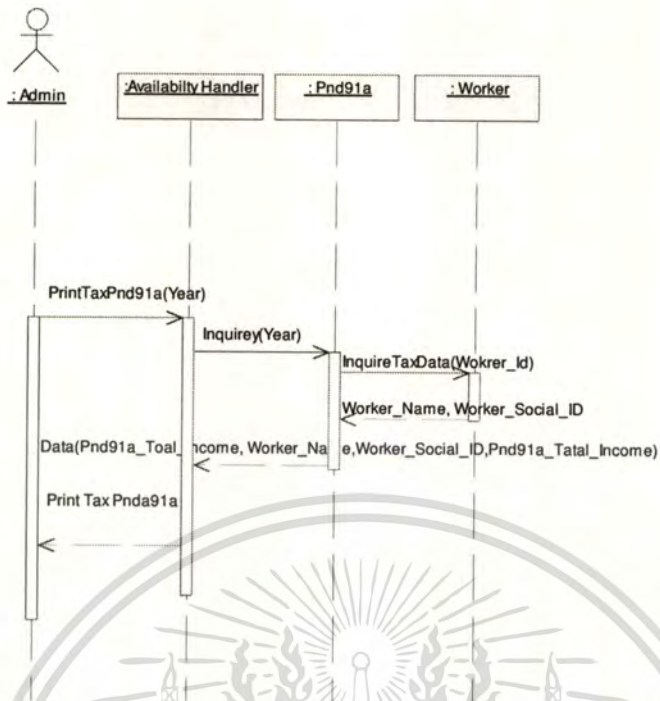 : Admin
:Availabilty Handler
: Pnd91a
: Worker
PrintTaxPnd91a(Year)
Inquirey(Year)
InquireTaxData(Wokrer_Id)
Worker_Name, Worker_Social_ID
Data(Pnd91a_Toal_Income, Worker_Name,Worker_Social_ID,Pnd91a_Tatal_Income)
Print Tax Pnda91a